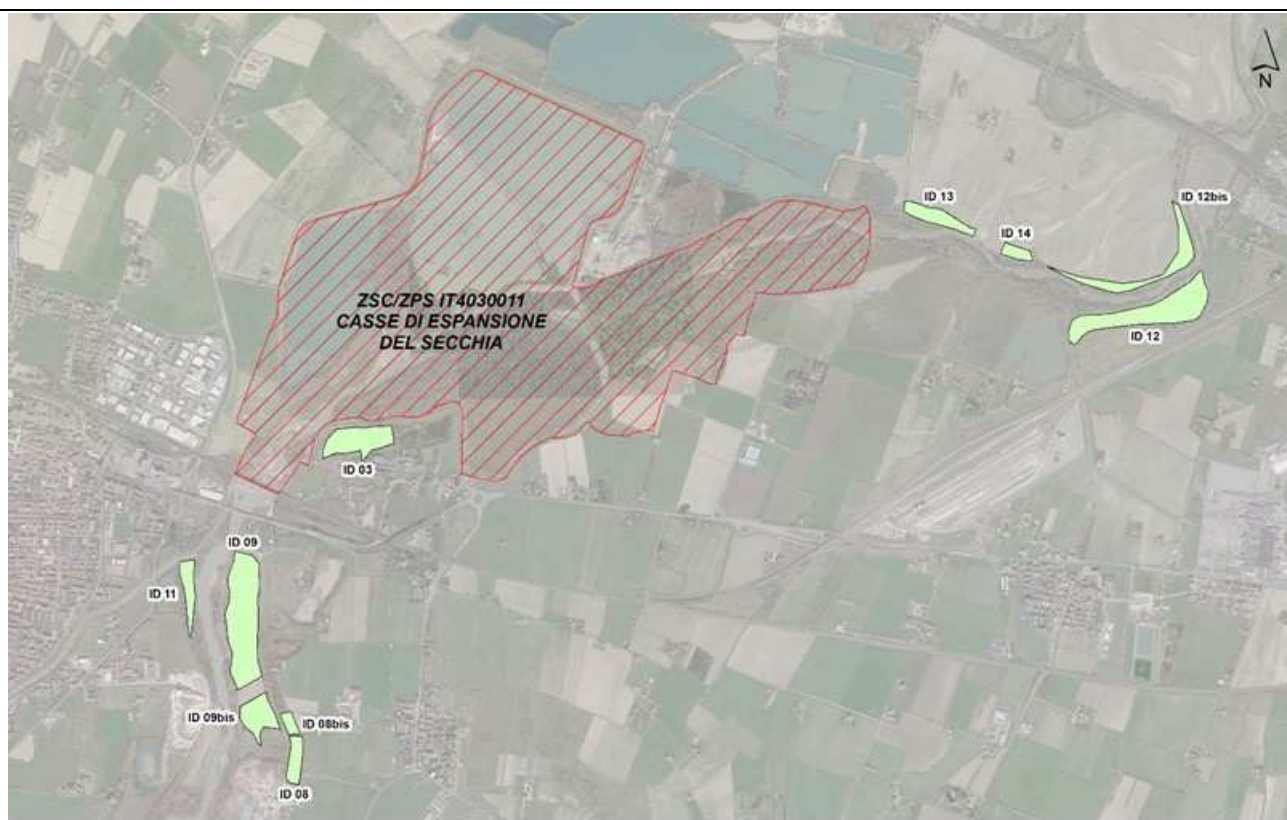 N
ID 13
ID 12bis
ID 14
ZSC/ZPS IT4030011
CASSE DI ESPANSIONE
DEL SECCHIA
ID 12
ID 03
ID 09
ID 11
ID 09bis
ID 08bis
ID 08